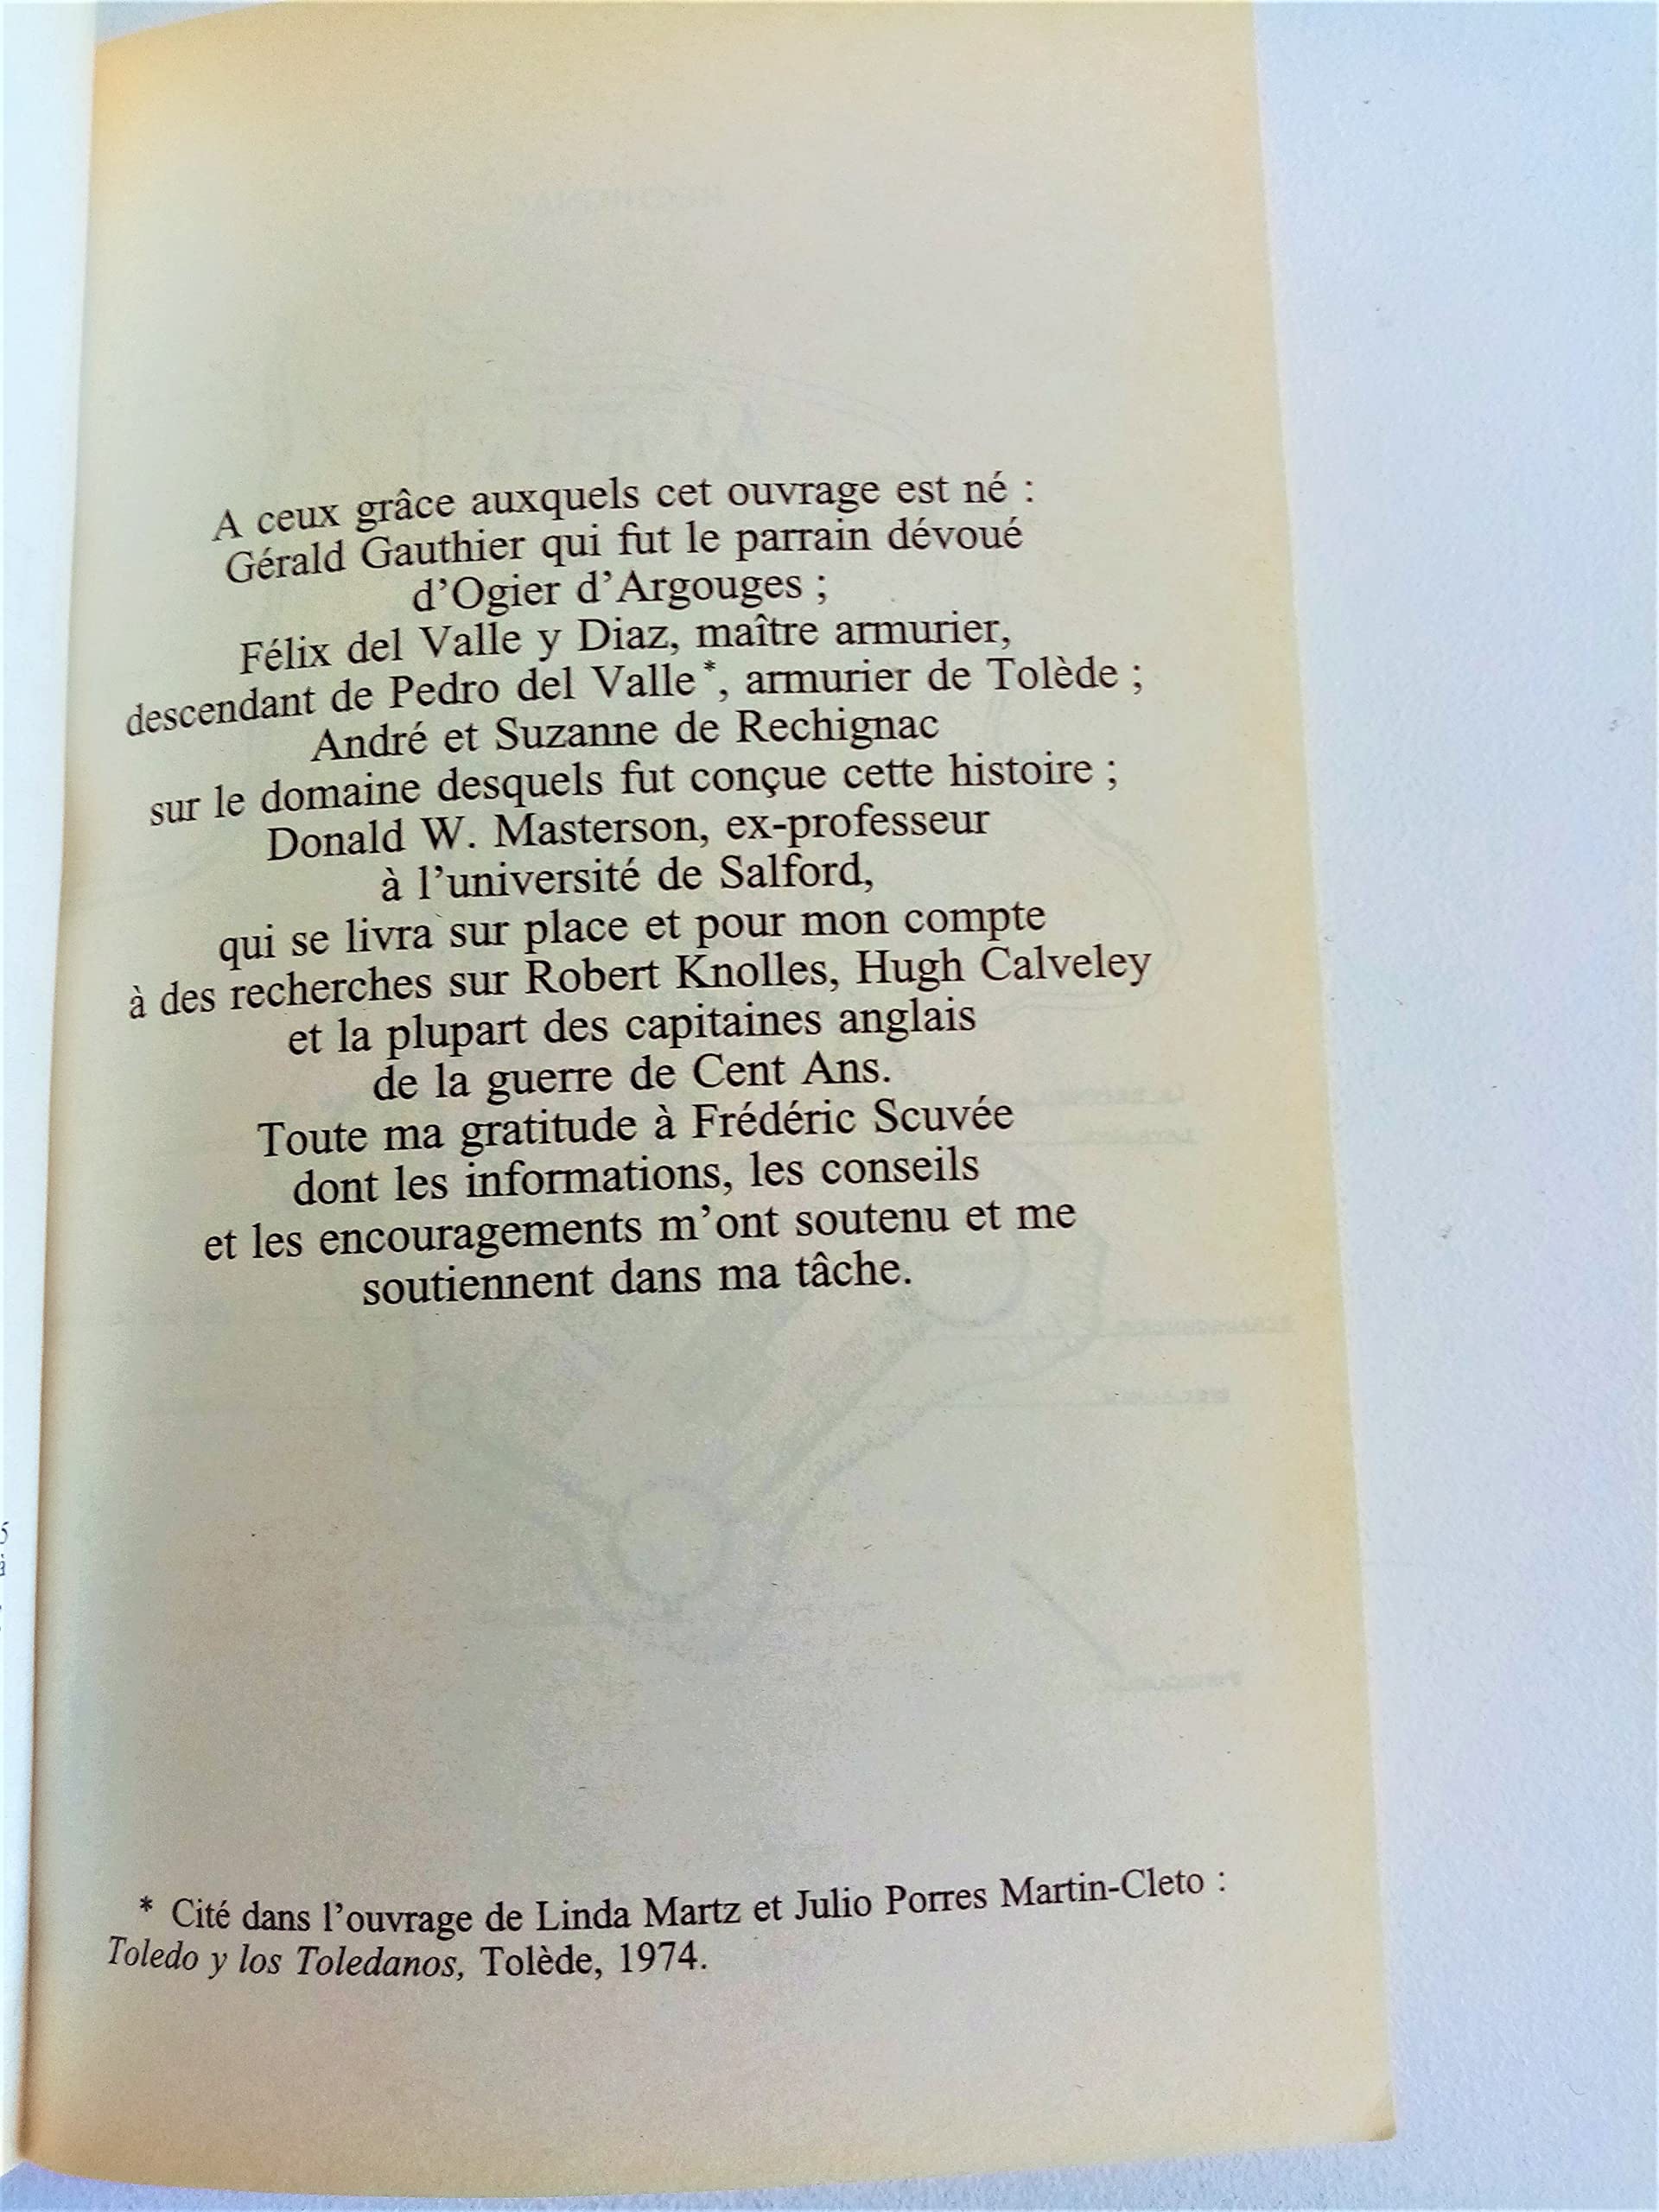 A ceux grâce auxquels cet ouvrage est né :
Gérald Gauthier qui fut le parrain dévoué
d'Ogier d'Argouges ;
Félix del Valle y Diaz, maître armurier,
descendant de Pedro del Valle*, armurier de Tolède ;
André et Suzanne de Rechignac
sur le domaine desquels fut conçue cette histoire ;
Donald W. Masterson, ex-professeur
à l'université de Salford,
qui se livra sur place et pour mon compte
à des recherches sur Robert Knolles, Hugh Calveley
et la plupart des capitaines anglais
de la guerre de Cent Ans.
Toute ma gratitude à Frédéric Scuvée
dont les informations, les conseils
et les encouragements m'ont soutenu et me
soutiennent dans ma tâche.
* Cité dans l'ouvrage de Linda Martz et Julio Porres Martin-Cleto :
Toledo y los Toledanos, Tolède, 1974.